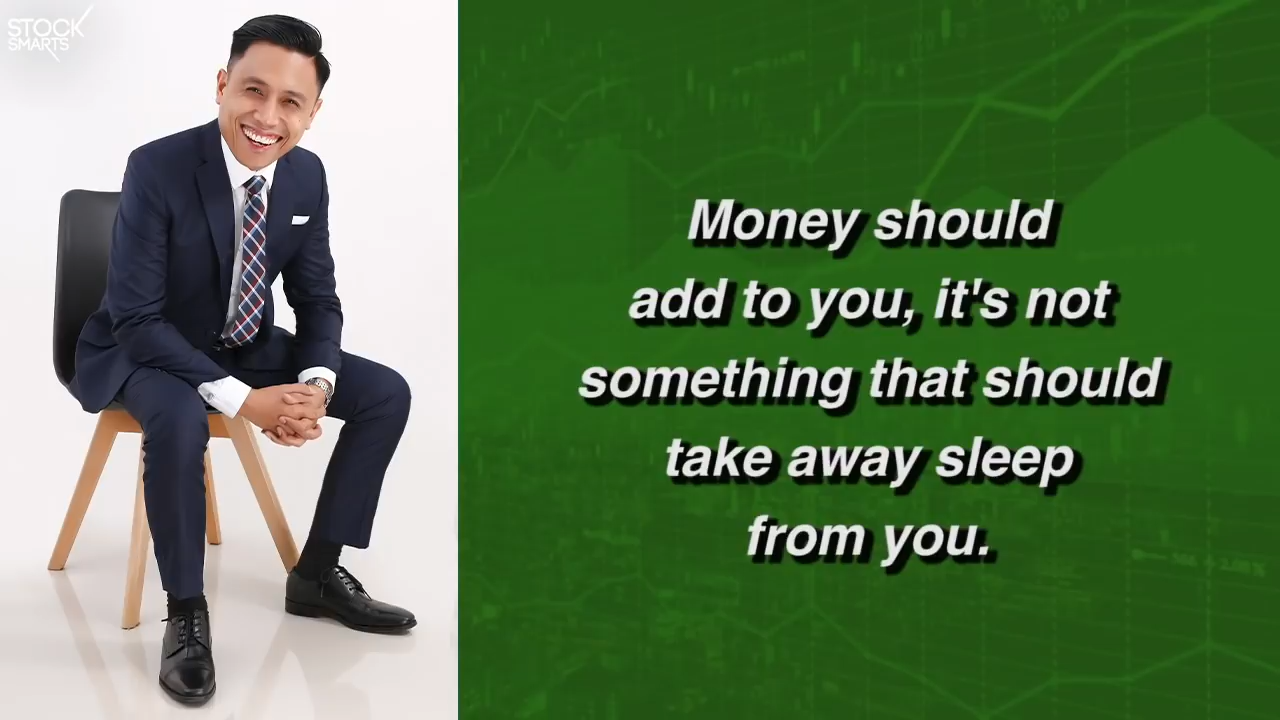 STOCK
SMARTS
Money should
add to you, it's not
something that should
take away sleep
from you.